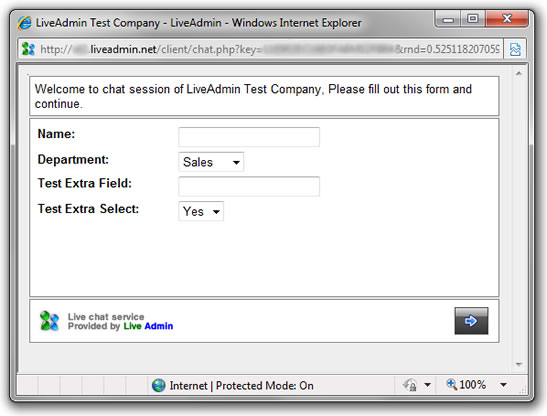 LiveAdmin Test Company - LiveAdmin - Windows Internet Explorer
http:// .liveadmin.net/client/chat.php?key= &rnd=0.525118207059
Welcome to chat session of LiveAdmin Test Company, Please fill out this form and
continue.
Name:
Department: Sales
Test Extra Field:
Test Extra Select: Yes
Live chat service
Provided by Live Admin
Internet | Protected Mode: On 100%